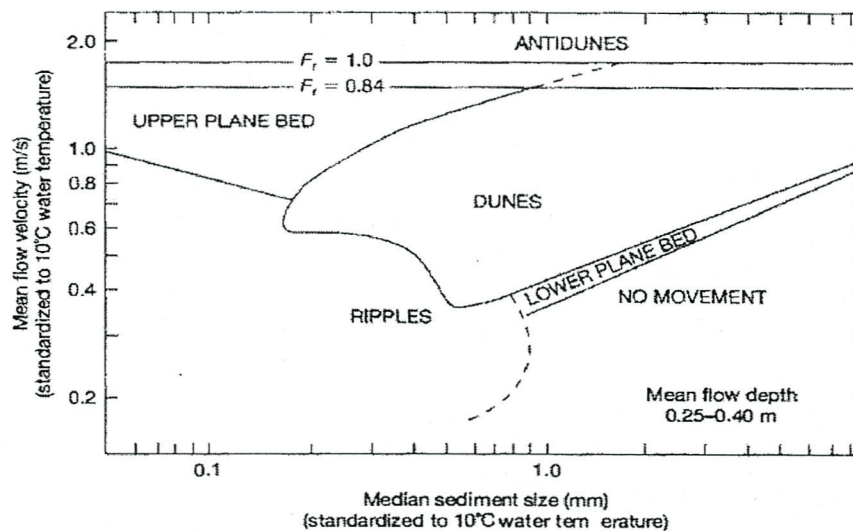 ANTIDUNES
2.0
Fr = 1.0
Fr = 0.84
UPPER PLANE BED
1.0
0.8
0.6
0.4
0.2
DUNES
LOWER PLANE BED
RIPPLES
NO MOVEMENT
Mean flow depth
0.25–0.40 m
Mean flow velocity (m/s)
(standardized to 10°C water temperature)
0.1
1.0
Median sediment size (mm)
(standardized to 10°C water tem erature)